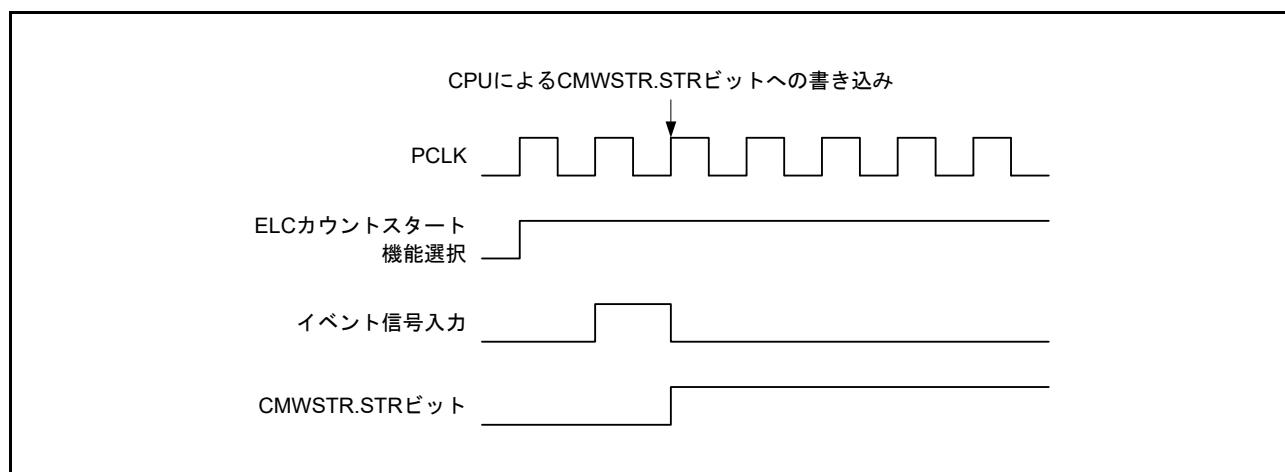 CPUによるCMWSTR.STRビットへの書き込み
PCLK
ELCカウントスタート
機能選択
イベント信号入力
CMWSTR.STRビット